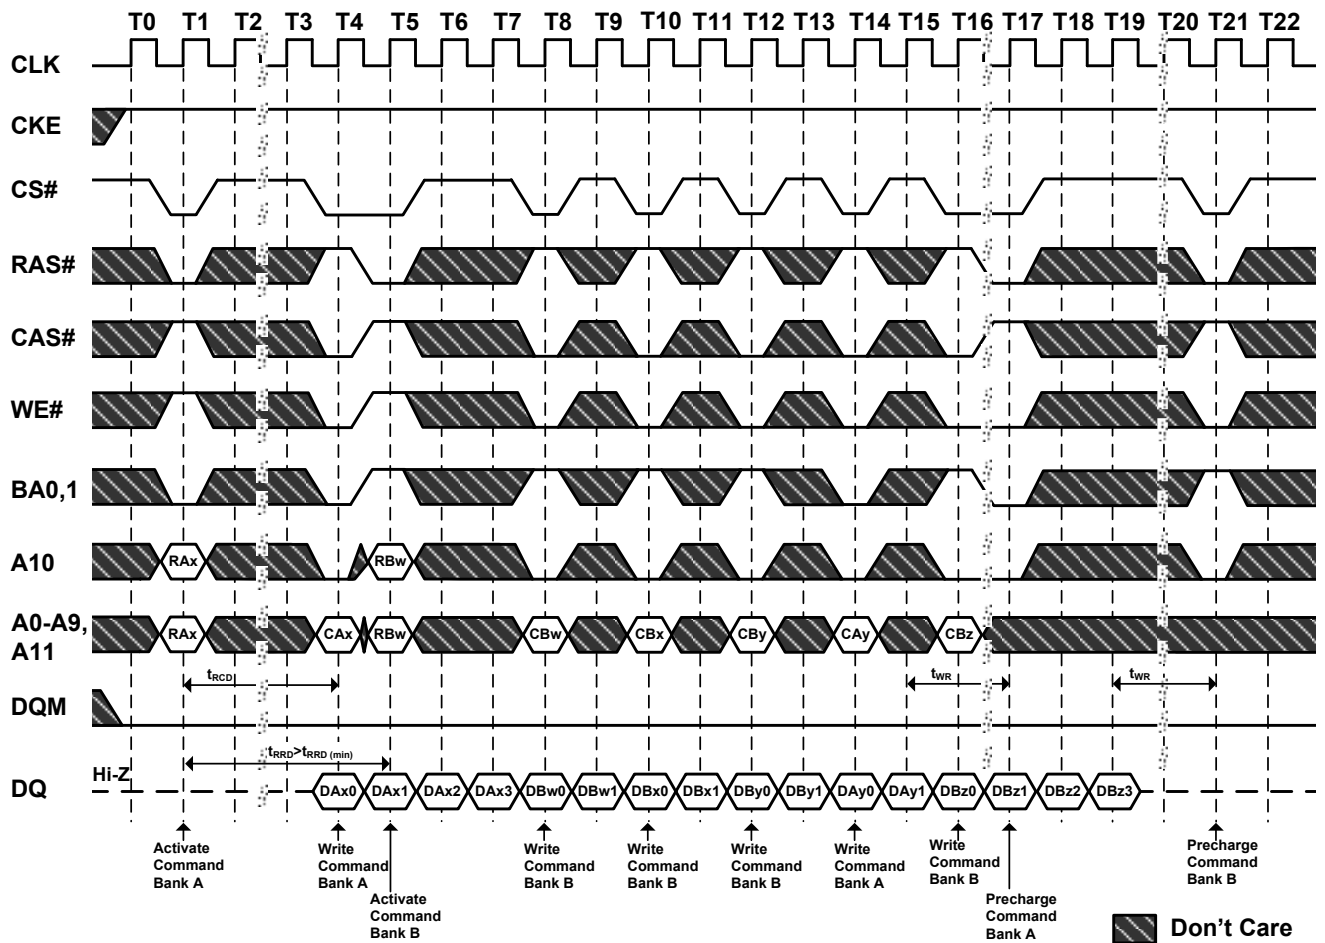 T0 T1 T2 T3 T4 T5 T6 T7 T8 T9 T10 T11 T12 T13 T14 T15 T16 T17 T18 T19 T20 T21 T22
CLK
CKE
CS#
RAS#
CAS#
WE#
BA0,1
A10
RAx RBw
A0-A9,
A11
RAx CAx RBw CBw CBx CBy CAy CBz
tRCD tWR tWR
DQM
tRRD>tRRD (min)
Hi-Z
DQ
DAx0 DAx1 DAx2 DAx3 DBw0 DBw1 DBx0 DBx1 DBy0 DBy1 DAy0 DAy1 DBz0 DBz1 DBz2 DBz3
Activate
Command
Bank A
Write
Command
Bank A
Activate
Command
Bank B
Write
Command
Bank B
Write
Command
Bank B
Write
Command
Bank B
Write
Command
Bank A
Write
Command
Bank B
Precharge
Command
Bank A
Precharge
Command
Bank B
Don't Care